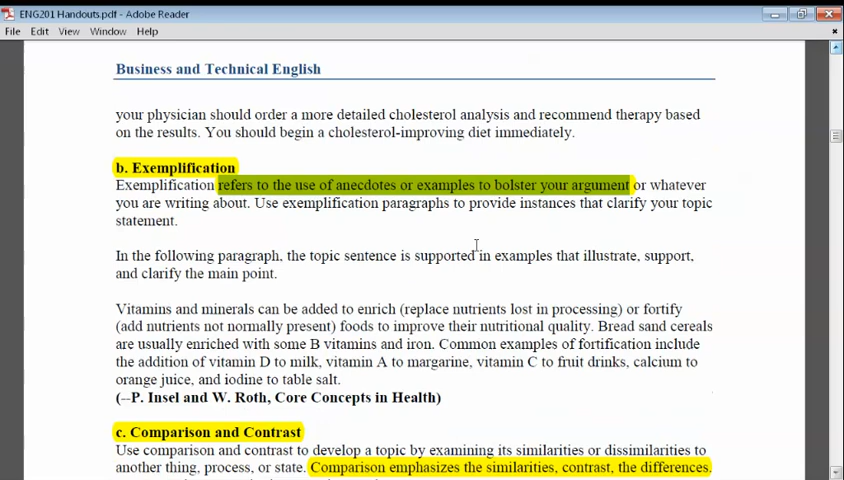 ENG201 Handouts.pdf - Adobe Reader
File Edit View Window Help
Business and Technical English
your physician should order a more detailed cholesterol analysis and recommend therapy based
on the results. You should begin a cholesterol-improving diet immediately.
b. Exemplification
Exemplification refers to the use of anecdotes or examples to bolster your argument or whatever
you are writing about. Use exemplification paragraphs to provide instances that clarify your topic
statement.
In the following paragraph, the topic sentence is supported in examples that illustrate, support,
and clarify the main point.
Vitamins and minerals can be added to enrich (replace nutrients lost in processing) or fortify
(add nutrients not normally present) foods to improve their nutritional quality. Bread sand cereals
are usually enriched with some B vitamins and iron. Common examples of fortification include
the addition of vitamin D to milk, vitamin A to margarine, vitamin C to fruit drinks, calcium to
orange juice, and iodine to table salt.
(--P. Insel and W. Roth, Core Concepts in Health)
c. Comparison and Contrast
Use comparison and contrast to develop a topic by examining its similarities or dissimilarities to
another thing, process, or state. Comparison emphasizes the similarities, contrast, the differences.